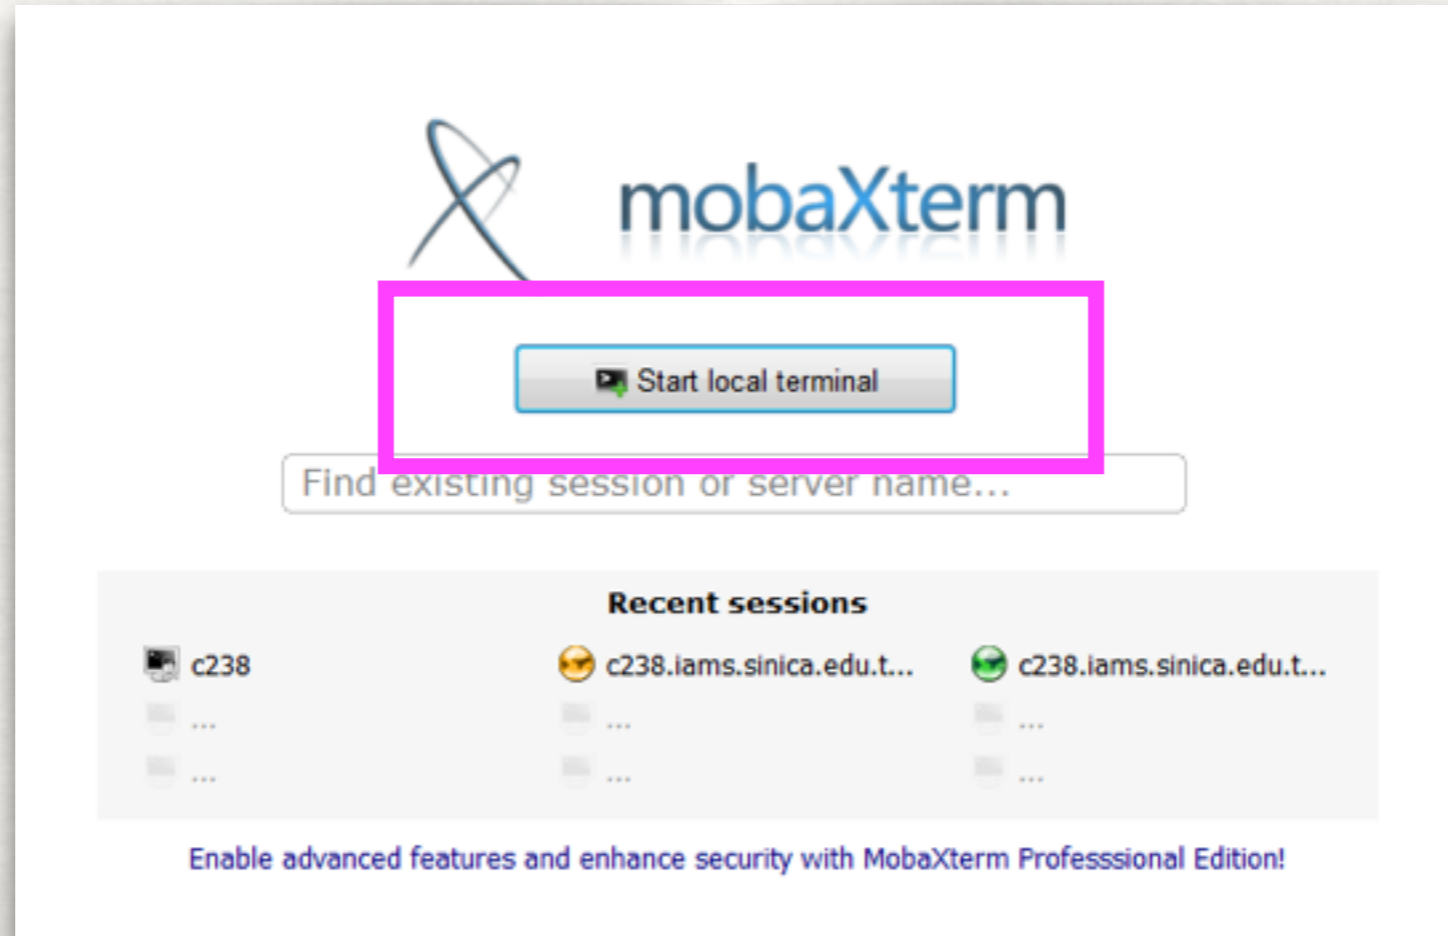 mobaXterm
Start local terminal
Find existing session or server name...
Recent sessions
c238
c238.iams.sinica.edu.t...
c238.iams.sinica.edu.t...
...
...
...
...
...
...
Enable advanced features and enhance security with MobaXterm Professsional Edition!